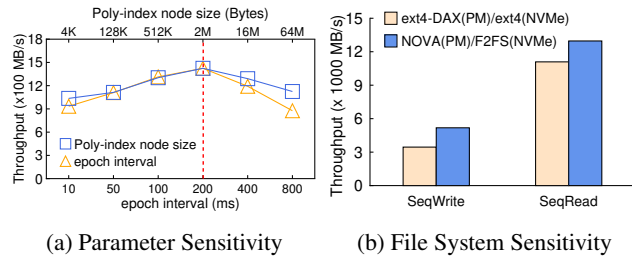 Poly-index node size (Bytes)
4K 128K 512K 2M 16M 64M
Throughput (x100 MB/s)
18
15
12
9
6
3
0
Poly-index node size
epoch interval
10 50 100 200 400 800
epoch interval (ms)
(a) Parameter Sensitivity
Throughput (x 1000 MB/s)
15
12
9
6
3
0
ext4-DAX(PM)/ext4(NVMe)
NOVA(PM)/F2FS(NVMe)
SeqWrite SeqRead
(b) File System Sensitivity